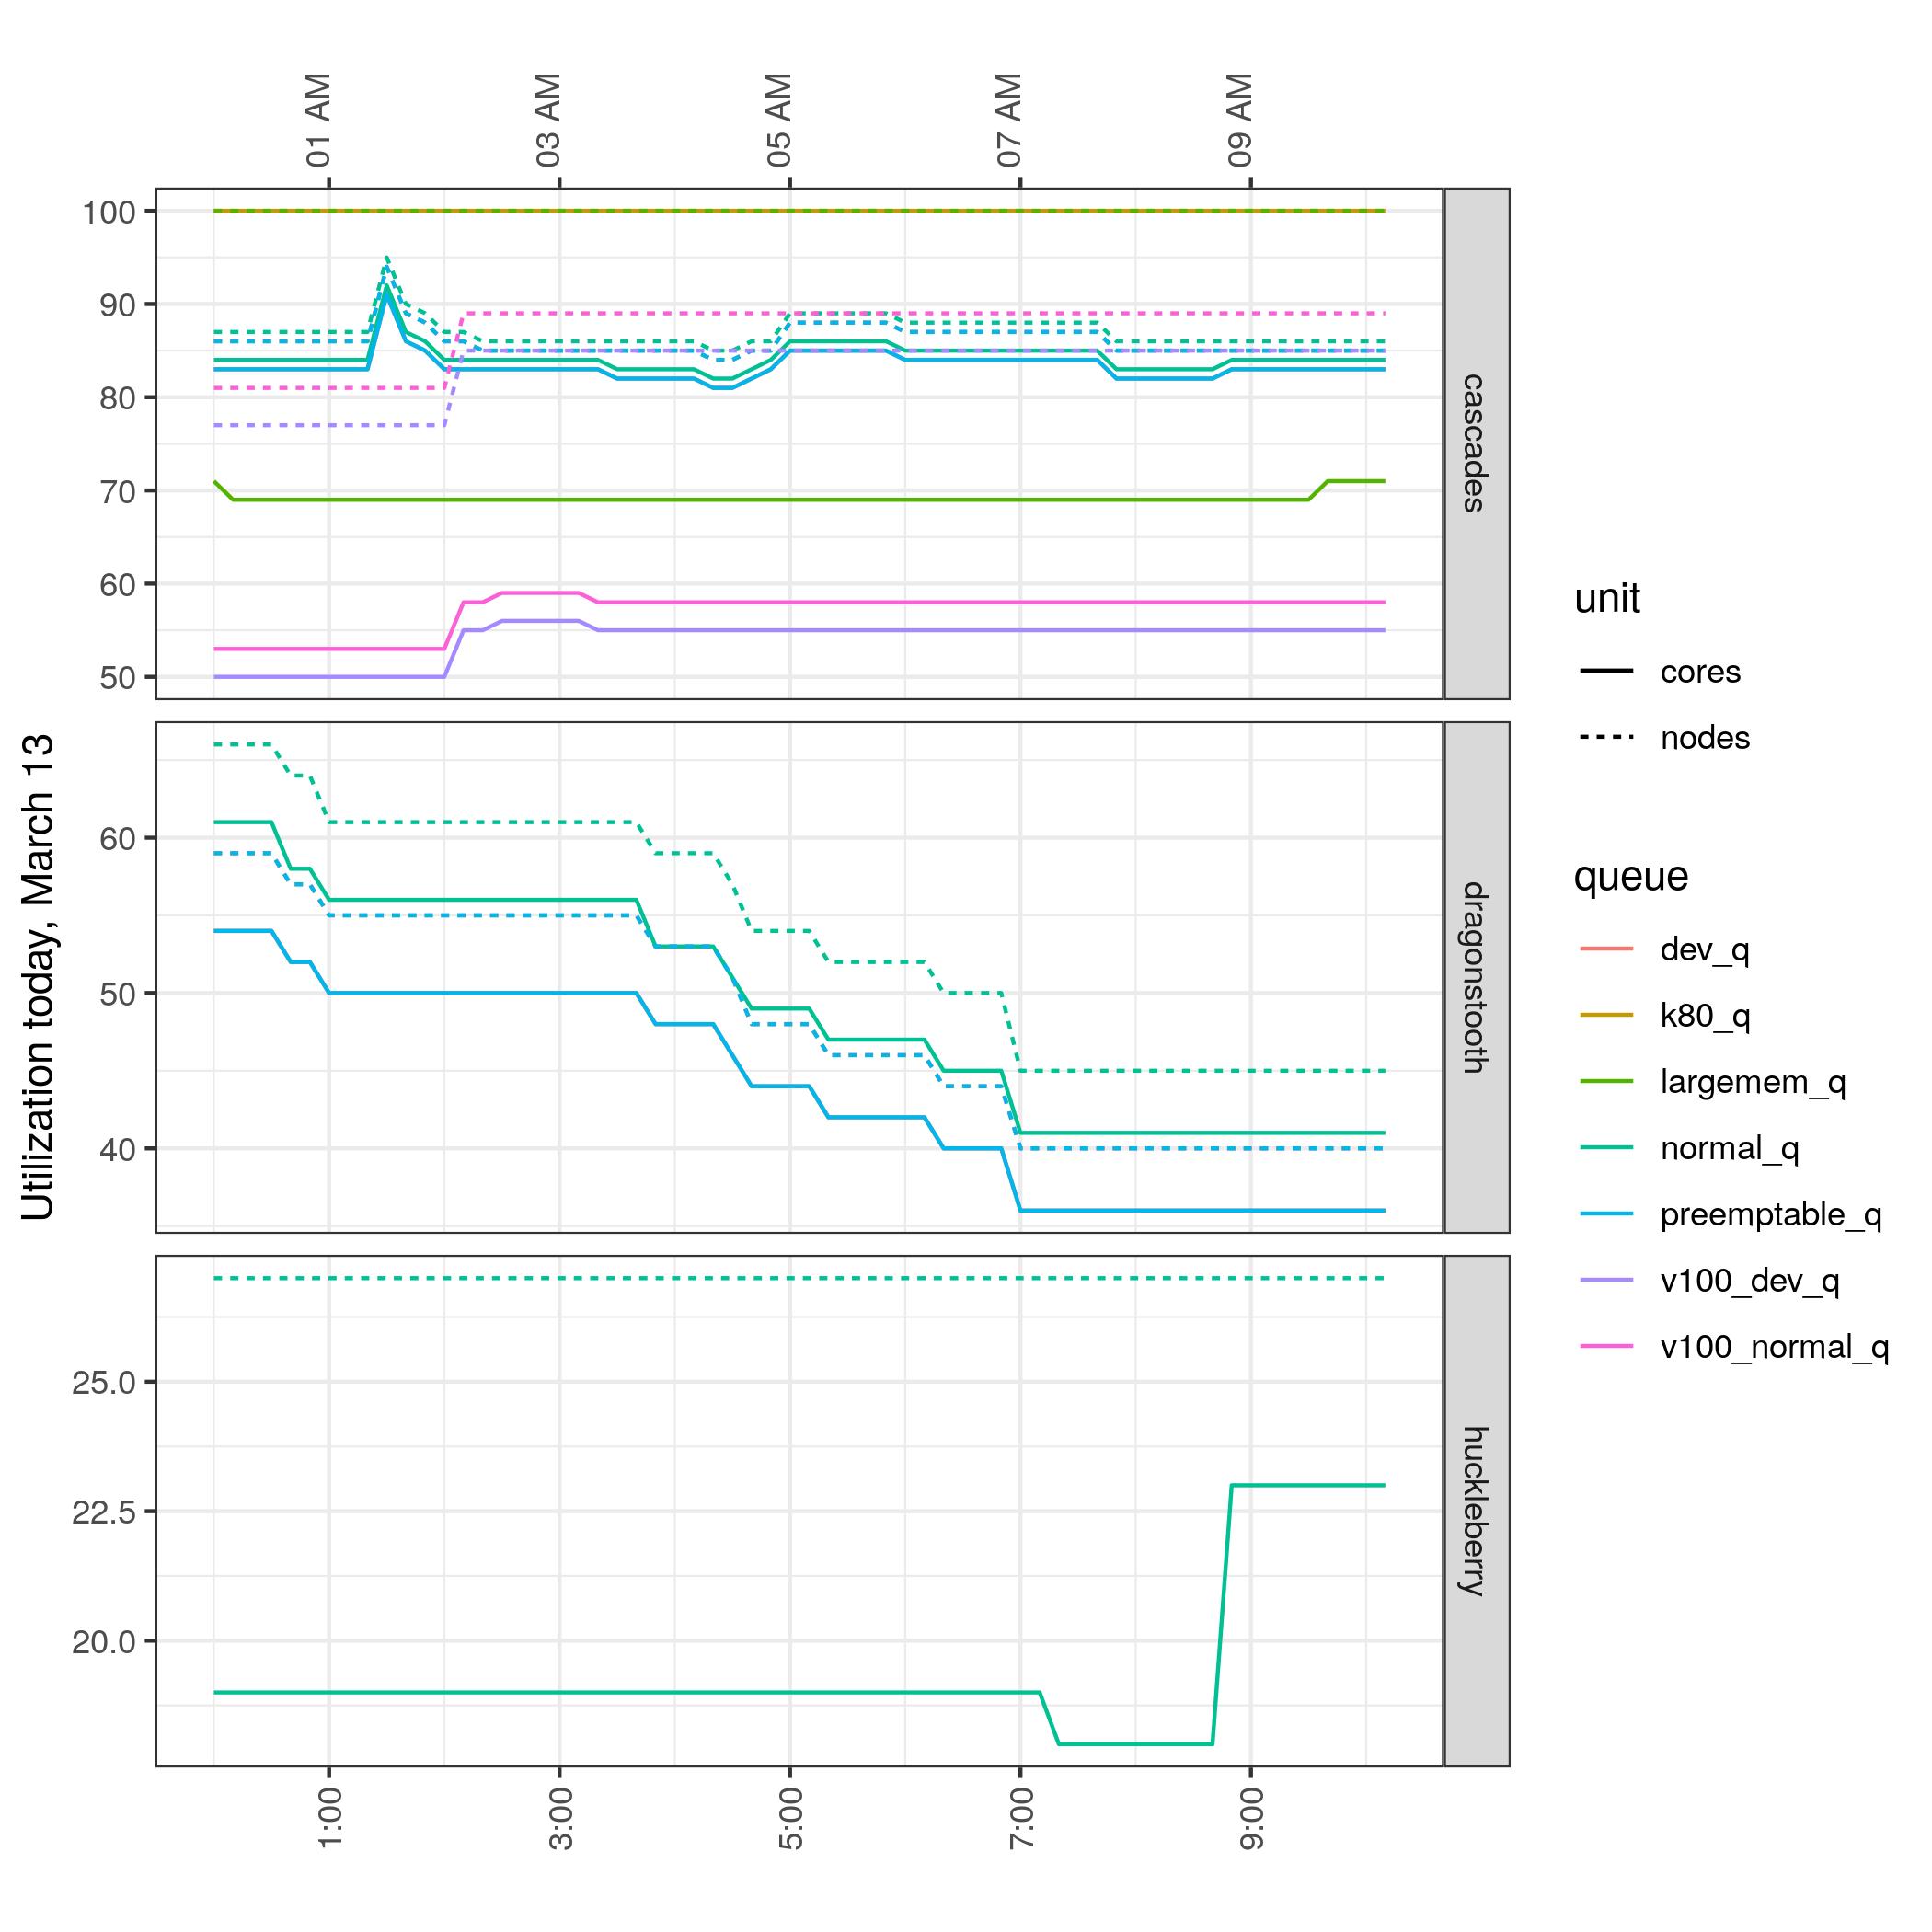 01 AM
03 AM
05 AM
07 AM
09 AM
100
90
80
70
60
50
cascades
60
50
40
dragonstooth
25.0
22.5
20.0
huckleberry
1:00
3:00
5:00
7:00
9:00
Utilization today, March 13
unit
cores
nodes
queue
dev_q
k80_q
largemem_q
normal_q
preemptable_q
v100_dev_q
v100_normal_q